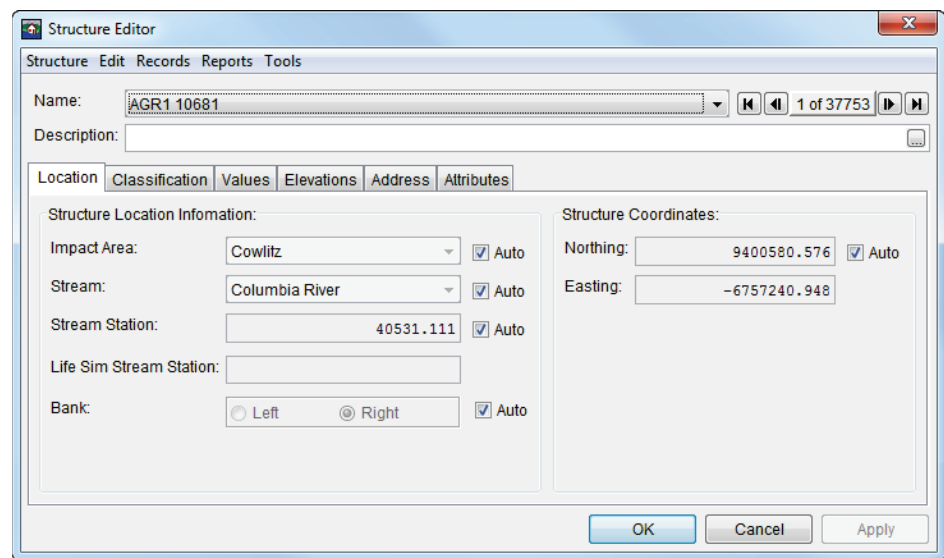 Structure Editor
Structure Edit Records Reports Tools
Name: AGR1 10681 1 of 37753
Description: ...
Location Classification Values Elevations Address Attributes
Structure Location Infomation:
Impact Area: Cowlitz Auto
Stream: Columbia River Auto
Stream Station: 40531.111 Auto
Life Sim Stream Station:
Bank: Left Right Auto
Structure Coordinates:
Northing: 9400580.576 Auto
Easting: -6757240.948
OK Cancel Apply